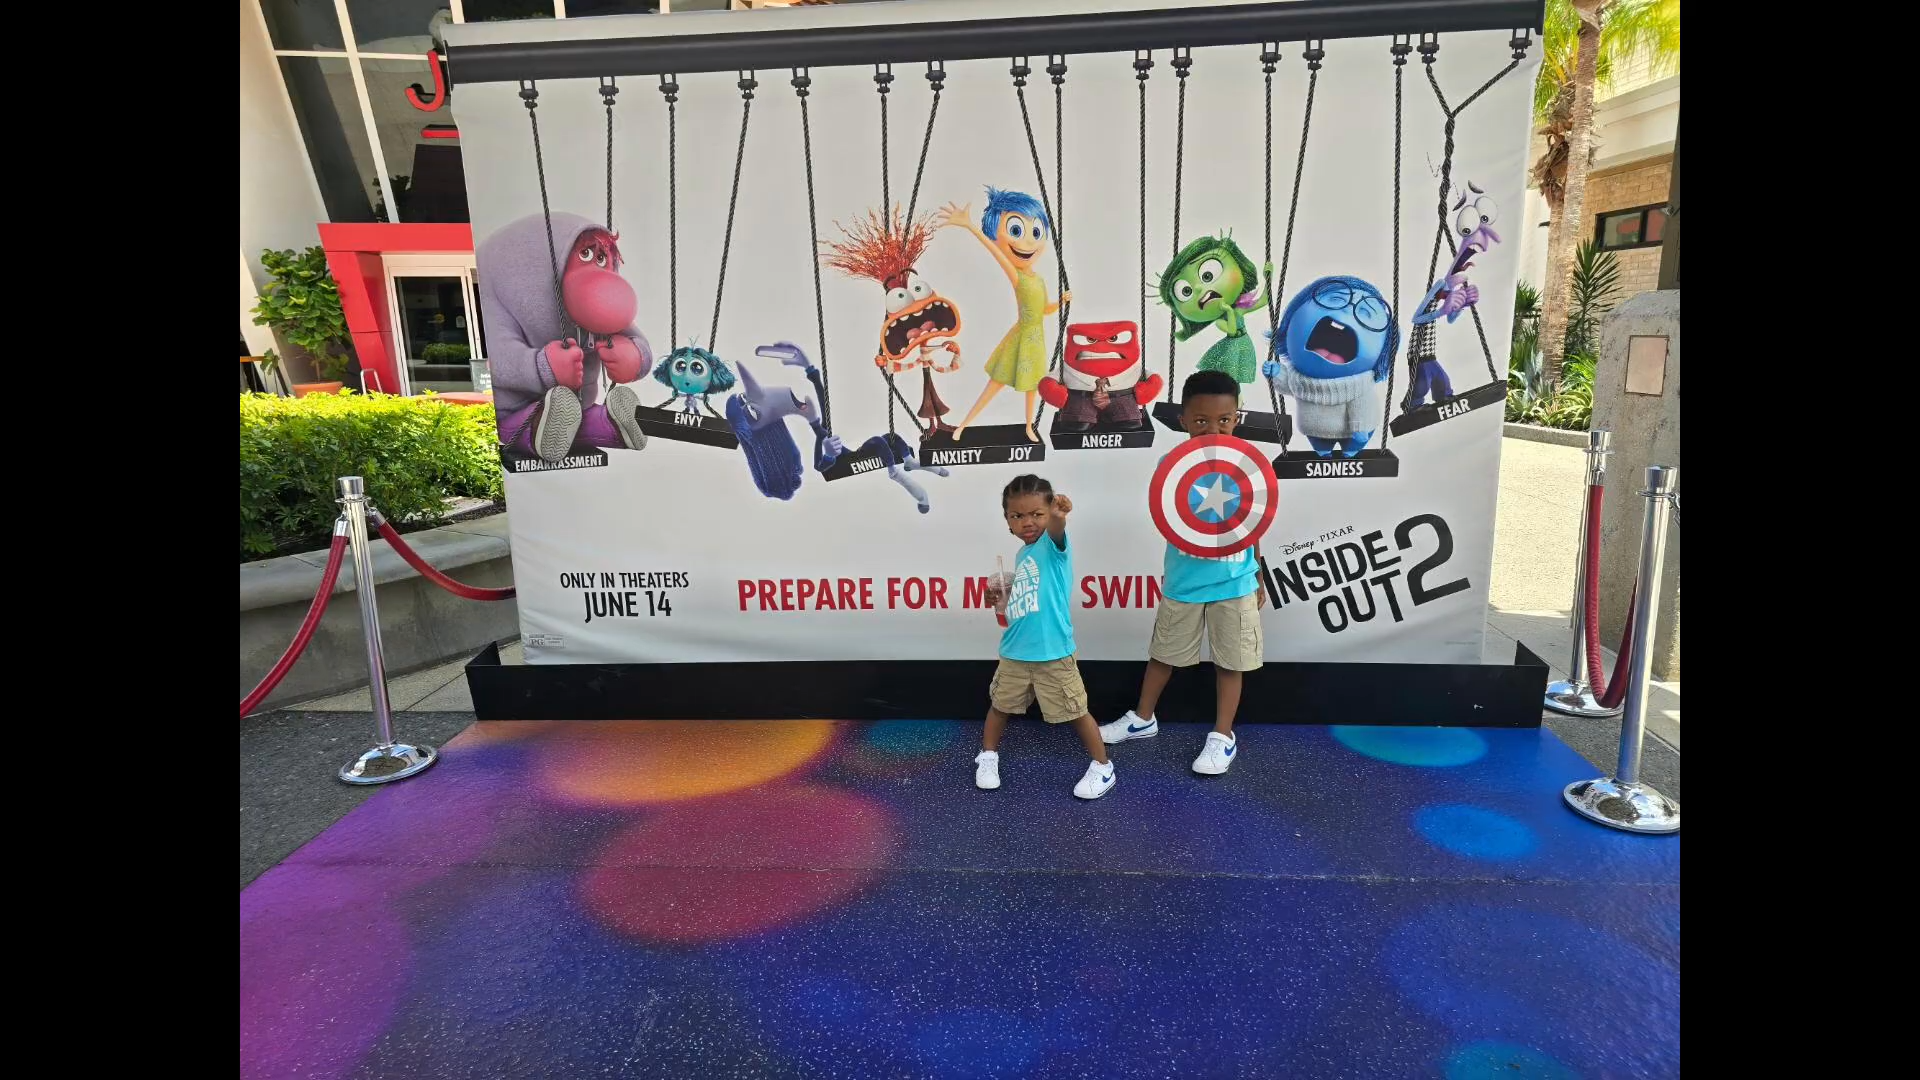 J
ENVY
FEAR
ANGER
EMBARRASSMENT
ENNUI
ANXIETY JOY
SADNESS
Disney · PIXAR
INSIDE
OUT 2
ONLY IN THEATERS
JUNE 14
PREPARE FOR M SWIN
PG